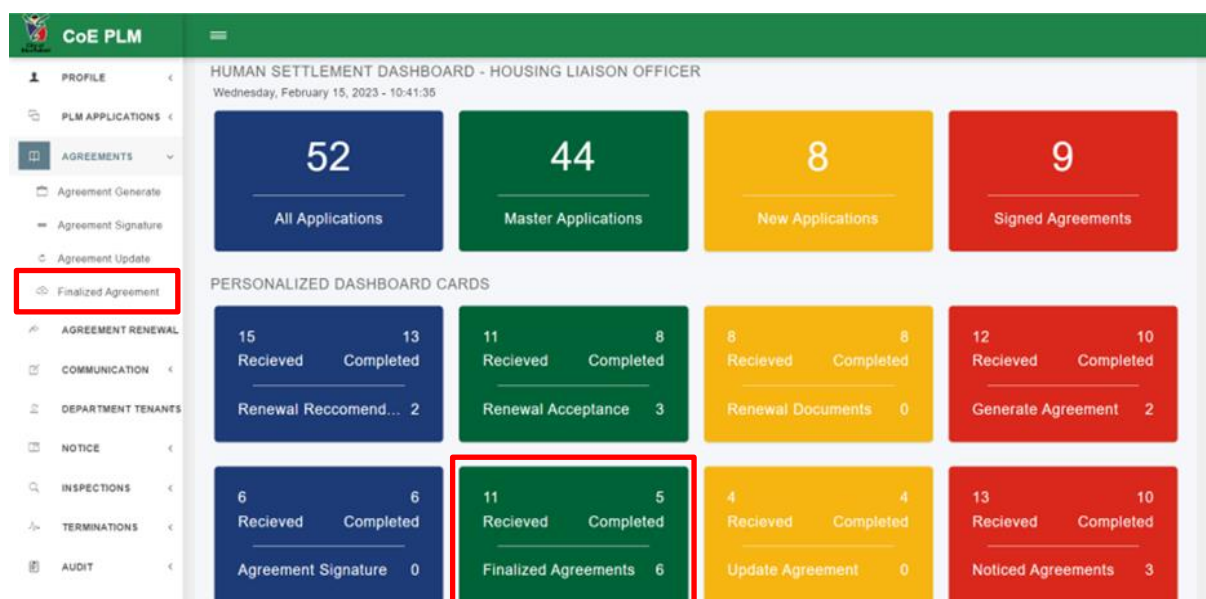 CoE PLM
PROFILE
PLM APPLICATIONS
AGREEMENTS
Agreement Generate
Agreement Signature
Agreement Update
Finalized Agreement
AGREEMENT RENEWAL
COMMUNICATION
DEPARTMENT TENANTS
NOTICE
INSPECTIONS
TERMINATIONS
AUDIT
HUMAN SETTLEMENT DASHBOARD - HOUSING LIAISON OFFICER
Wednesday, February 15, 2023 - 10:41:35
52
All Applications
44
Master Applications
8
New Applications
9
Signed Agreements
PERSONALIZED DASHBOARD CARDS
15 13
Recieved Completed
Renewal Reccomend... 2
11 8
Recieved Completed
Renewal Acceptance 3
8 8
Recieved Completed
Renewal Documents 0
12 10
Recieved Completed
Generate Agreement 2
6 6
Recieved Completed
Agreement Signature 0
11 5
Recieved Completed
Finalized Agreements 6
4 4
Recieved Completed
Update Agreement 0
13 10
Recieved Completed
Noticed Agreements 3